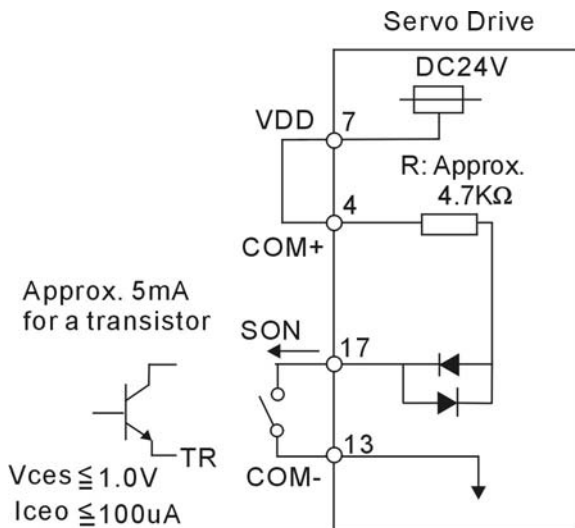 Servo Drive
DC24V
VDD
7
R: Approx.
4.7KΩ
4
COM+
Approx. 5mA
for a transistor
SON
17
13
TR
COM-
Vces≦1.0V
Iceo≦100uA